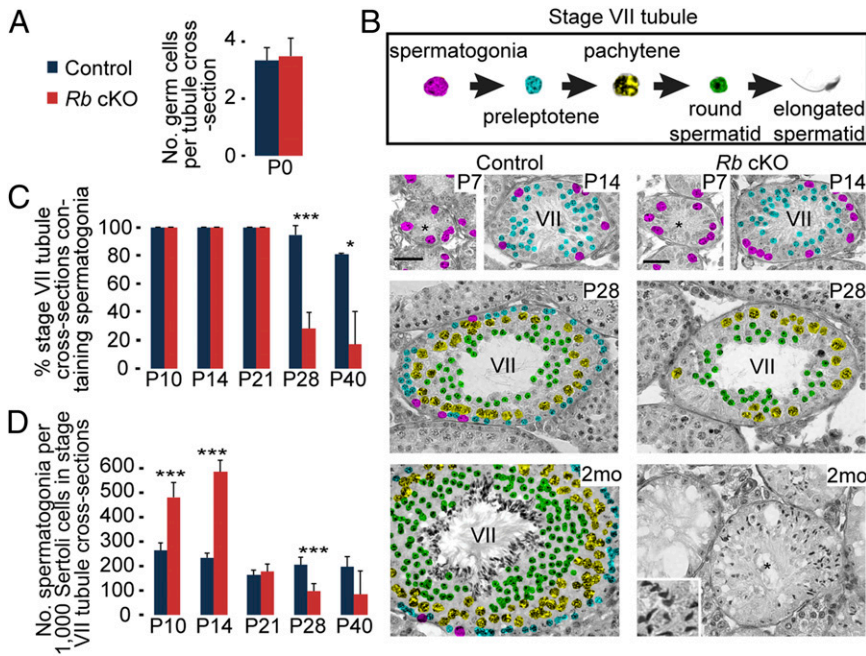 A
Control
Rb cKO
No. germ cells
per tubule cross
-section
4
2
0
P0
B
Stage VII tubule
spermatogonia
pachytene
preleptotene
round
spermatid
elongated
spermatid
Control
Rb cKO
P7
*
P14
VII
P7
*
P14
VII
P28
VII
P28
VII
2mo
VII
2mo
*
C
% stage VII tubule
cross-sections con-
taining spermatogonia
100
80
60
40
20
0
***
*
P10
P14
P21
P28
P40
D
No. spermatogonia per
1,000 Sertoli cells in stage
VII tubule cross-sections
600
500
400
300
200
100
0
***
***
***
P10
P14
P21
P28
P40